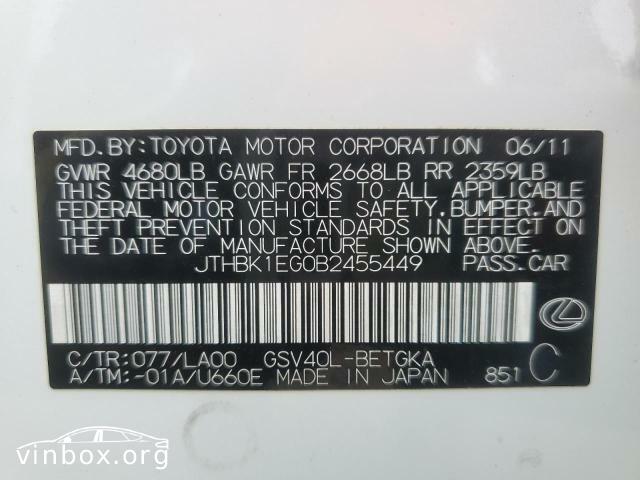 MFD.BY:TOYOTA MOTOR CORPORATION 06/11
GVWR 4680LB GAWR FR 2668LB RR 2359LB
THIS VEHICLE CONFORMS TO ALL APPLICABLE
FEDERAL MOTOR VEHICLE SAFETY,BUMPER,AND
THEFT PREVENTION STANDARDS IN EFFECT ON
THE DATE OF MANUFACTURE SHOWN ABOVE.
JTHBK1EG0B2455449 PASS.CAR
C/TR:077/LA00 GSV40L-BETGKA
A/TM:-01A/U660E MADE IN JAPAN 851 C
vinbox.org